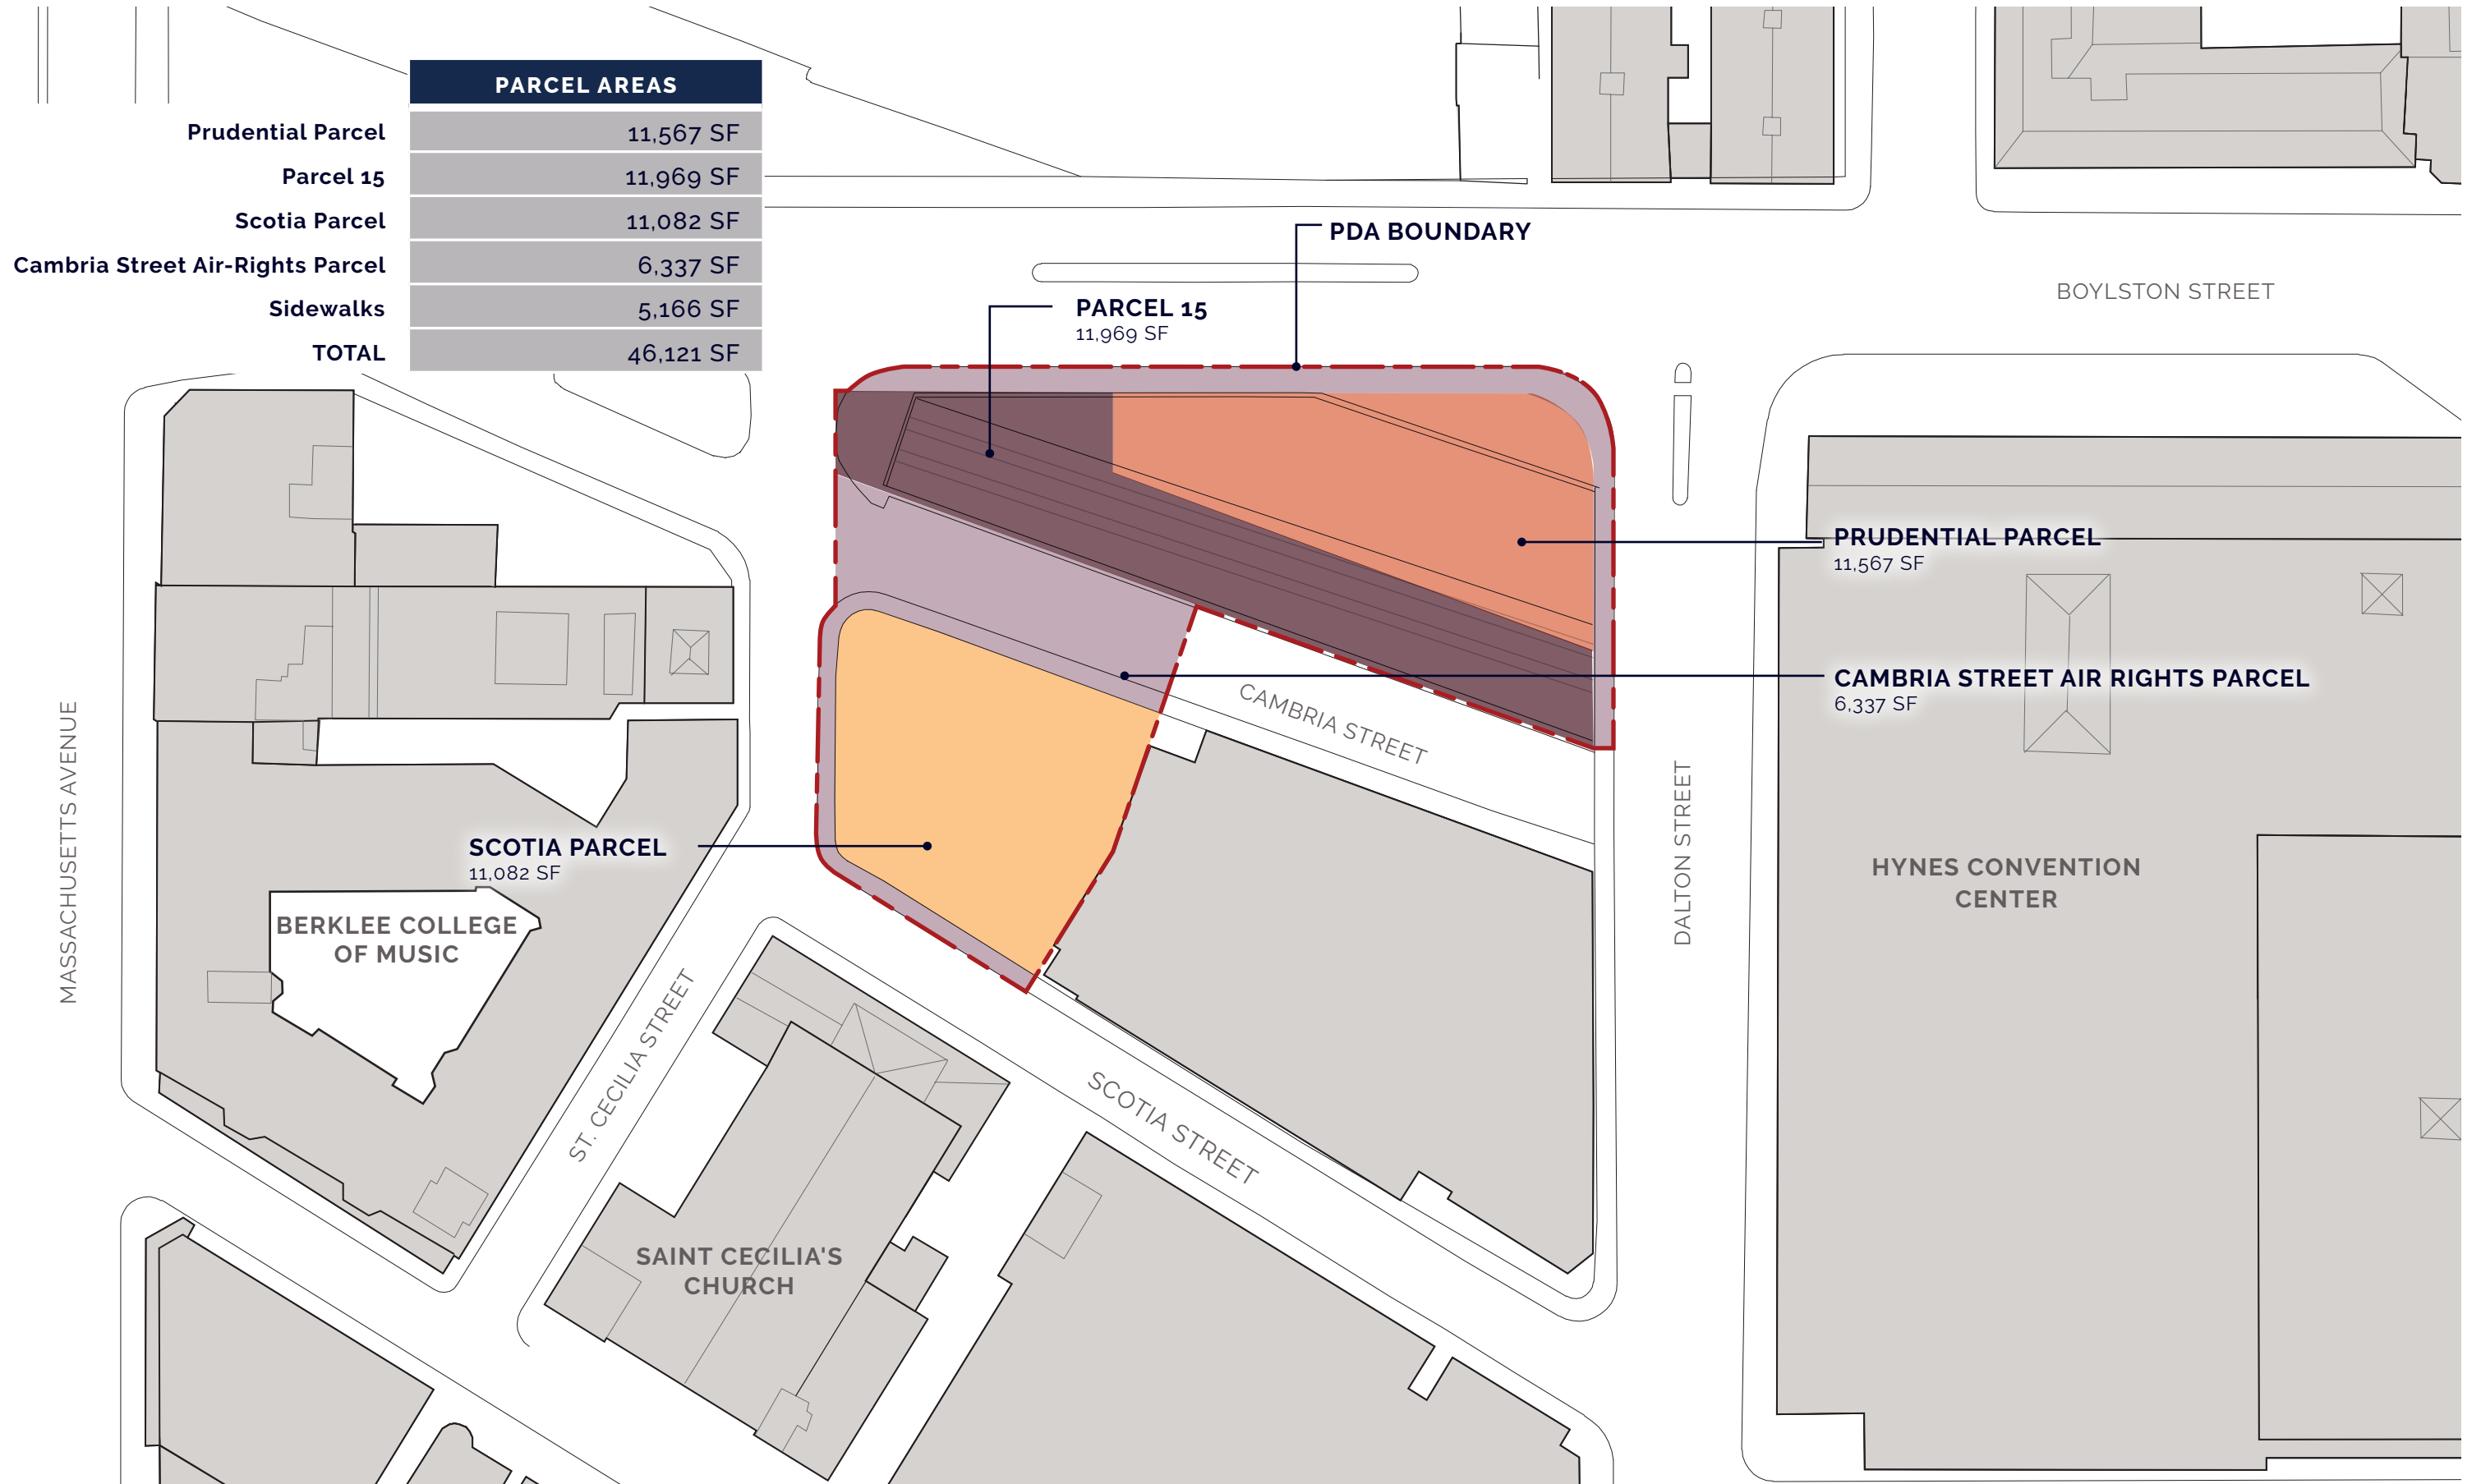 PARCEL AREAS
Prudential Parcel 11,567 SF
Parcel 15 11,969 SF
Scotia Parcel 11,082 SF
Cambria Street Air-Rights Parcel 6,337 SF
Sidewalks 5,166 SF
TOTAL 46,121 SF
PDA BOUNDARY
BOYLSTON STREET
PARCEL 15
11,969 SF
PRUDENTIAL PARCEL
11,567 SF
CAMBRIA STREET AIR RIGHTS PARCEL
6,337 SF
CAMBRIA STREET
MASSACHUSETTS AVENUE
SCOTIA PARCEL
11,082 SF
DALTON STREET
HYNES CONVENTION
CENTER
BERKLEE COLLEGE
OF MUSIC
ST. CECILIA STREET
SCOTIA STREET
SAINT CECILIA'S
CHURCH